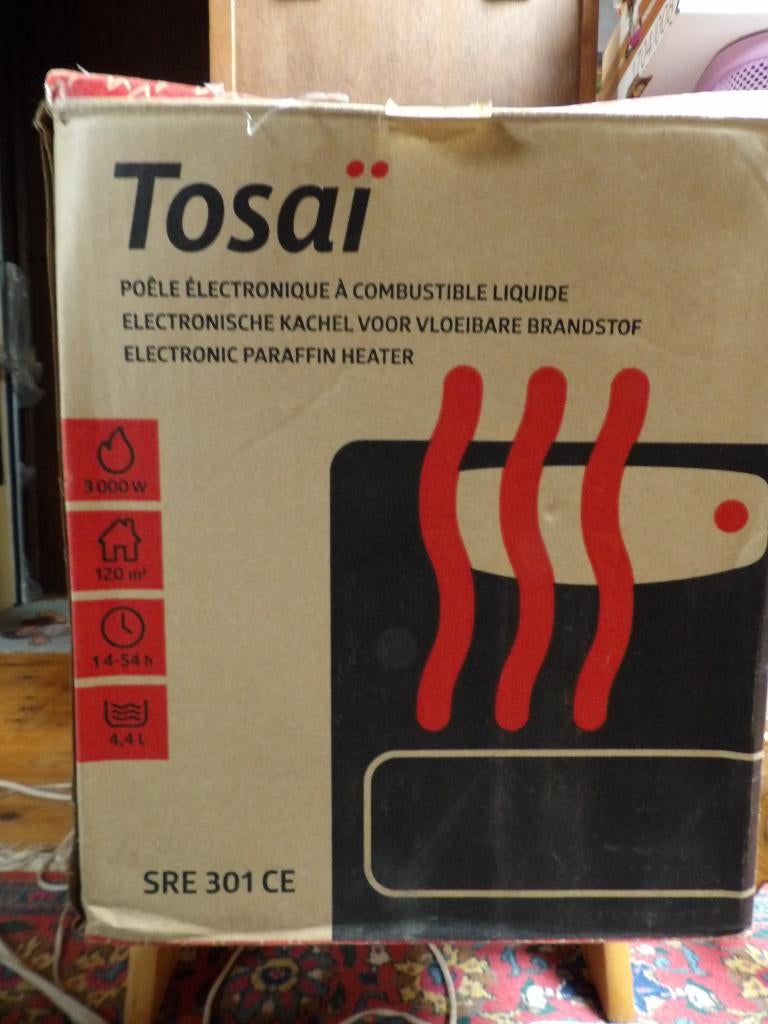 Tosaï
POÊLE ÉLECTRONIQUE À COMBUSTIBLE LIQUIDE
ELECTRONISCHE KACHEL VOOR VLOEIBARE BRANDSTOF
ELECTRONIC PARAFFIN HEATER
3 000 W
120 m³
14-54 h
4,4 L
SRE 301 CE